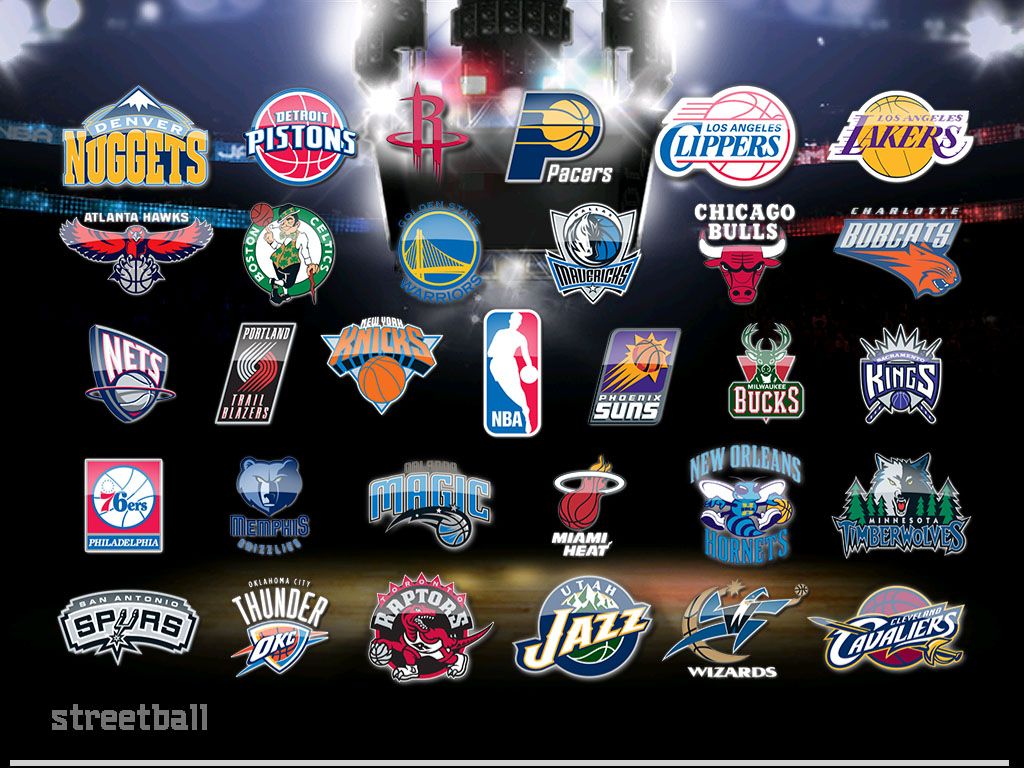 DENVER
NUGGETS
DETROIT
PISTONS
R
P
Pacers
LOS ANGELES
CLIPPERS
LOS ANGELES
LAKERS
ATLANTA HAWKS
BOSTON
CELTICS
GOLDEN STATE
WARRIORS
DALLAS
MAVERICKS
CHICAGO
BULLS
CHARLOTTE
BOBCATS
NETS
PORTLAND
TRAIL
BLAZERS
NEW YORK
KNICKS
NBA
PHOENIX
SUNS
MILWAUKEE
BUCKS
SACRAMENTO
KINGS
76ers
PHILADELPHIA
MEMPHIS
GRIZZLIES
ORLANDO
MAGIC
MIAMI
HEAT
NEW ORLEANS
HORNETS
MINNESOTA
TIMBERWOLVES
SAN ANTONIO
SPURS
OKLAHOMA CITY
THUNDER
OKC
TORONTO
RAPTORS
UTAH
JAZZ
WIZARDS
CLEVELAND
CAVALIERS
streetball